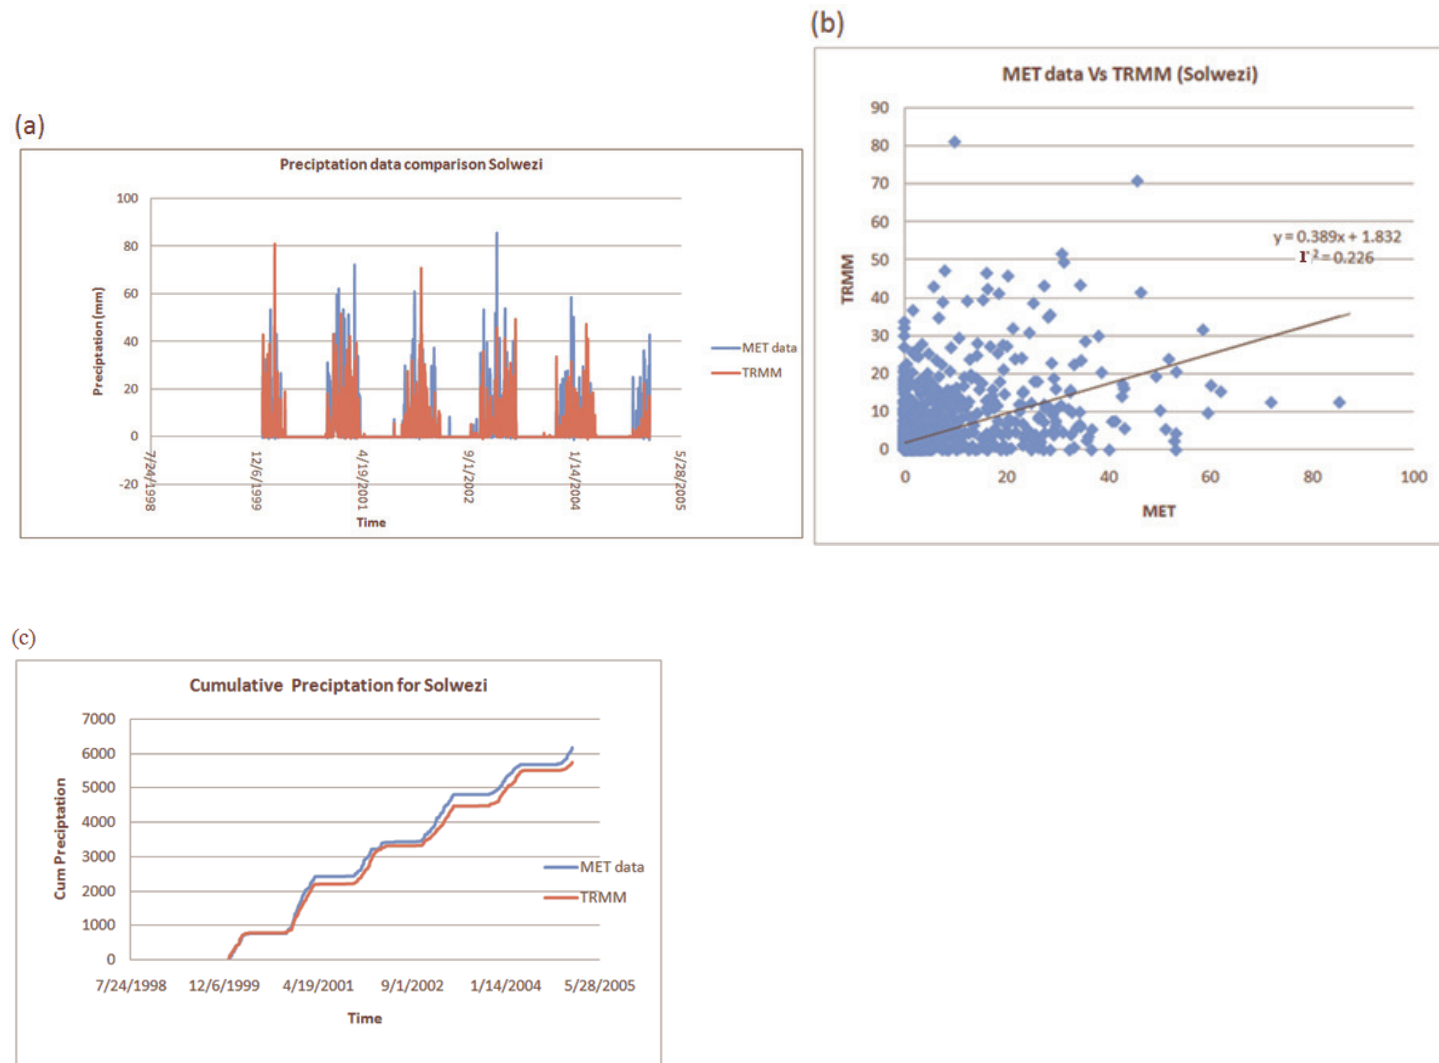 (a)
Preciptation data comparison Solwezi
Preciptation (mm)
100
80
60
40
20
0
-20
7/24/1998
12/6/1999
4/19/2001
9/1/2002
1/14/2004
5/28/2005
Time
MET data
TRMM
(b)
MET data Vs TRMM (Solwezi)
TRMM
90
80
70
60
50
40
30
20
10
0
y = 0.389x + 1.832
r² = 0.226
0 20 40 60 80 100
MET
(c)
Cumulative Preciptation for Solwezi
Cum Preciptation
7000
6000
5000
4000
3000
2000
1000
0
MET data
TRMM
7/24/1998 12/6/1999 4/19/2001 9/1/2002 1/14/2004 5/28/2005
Time